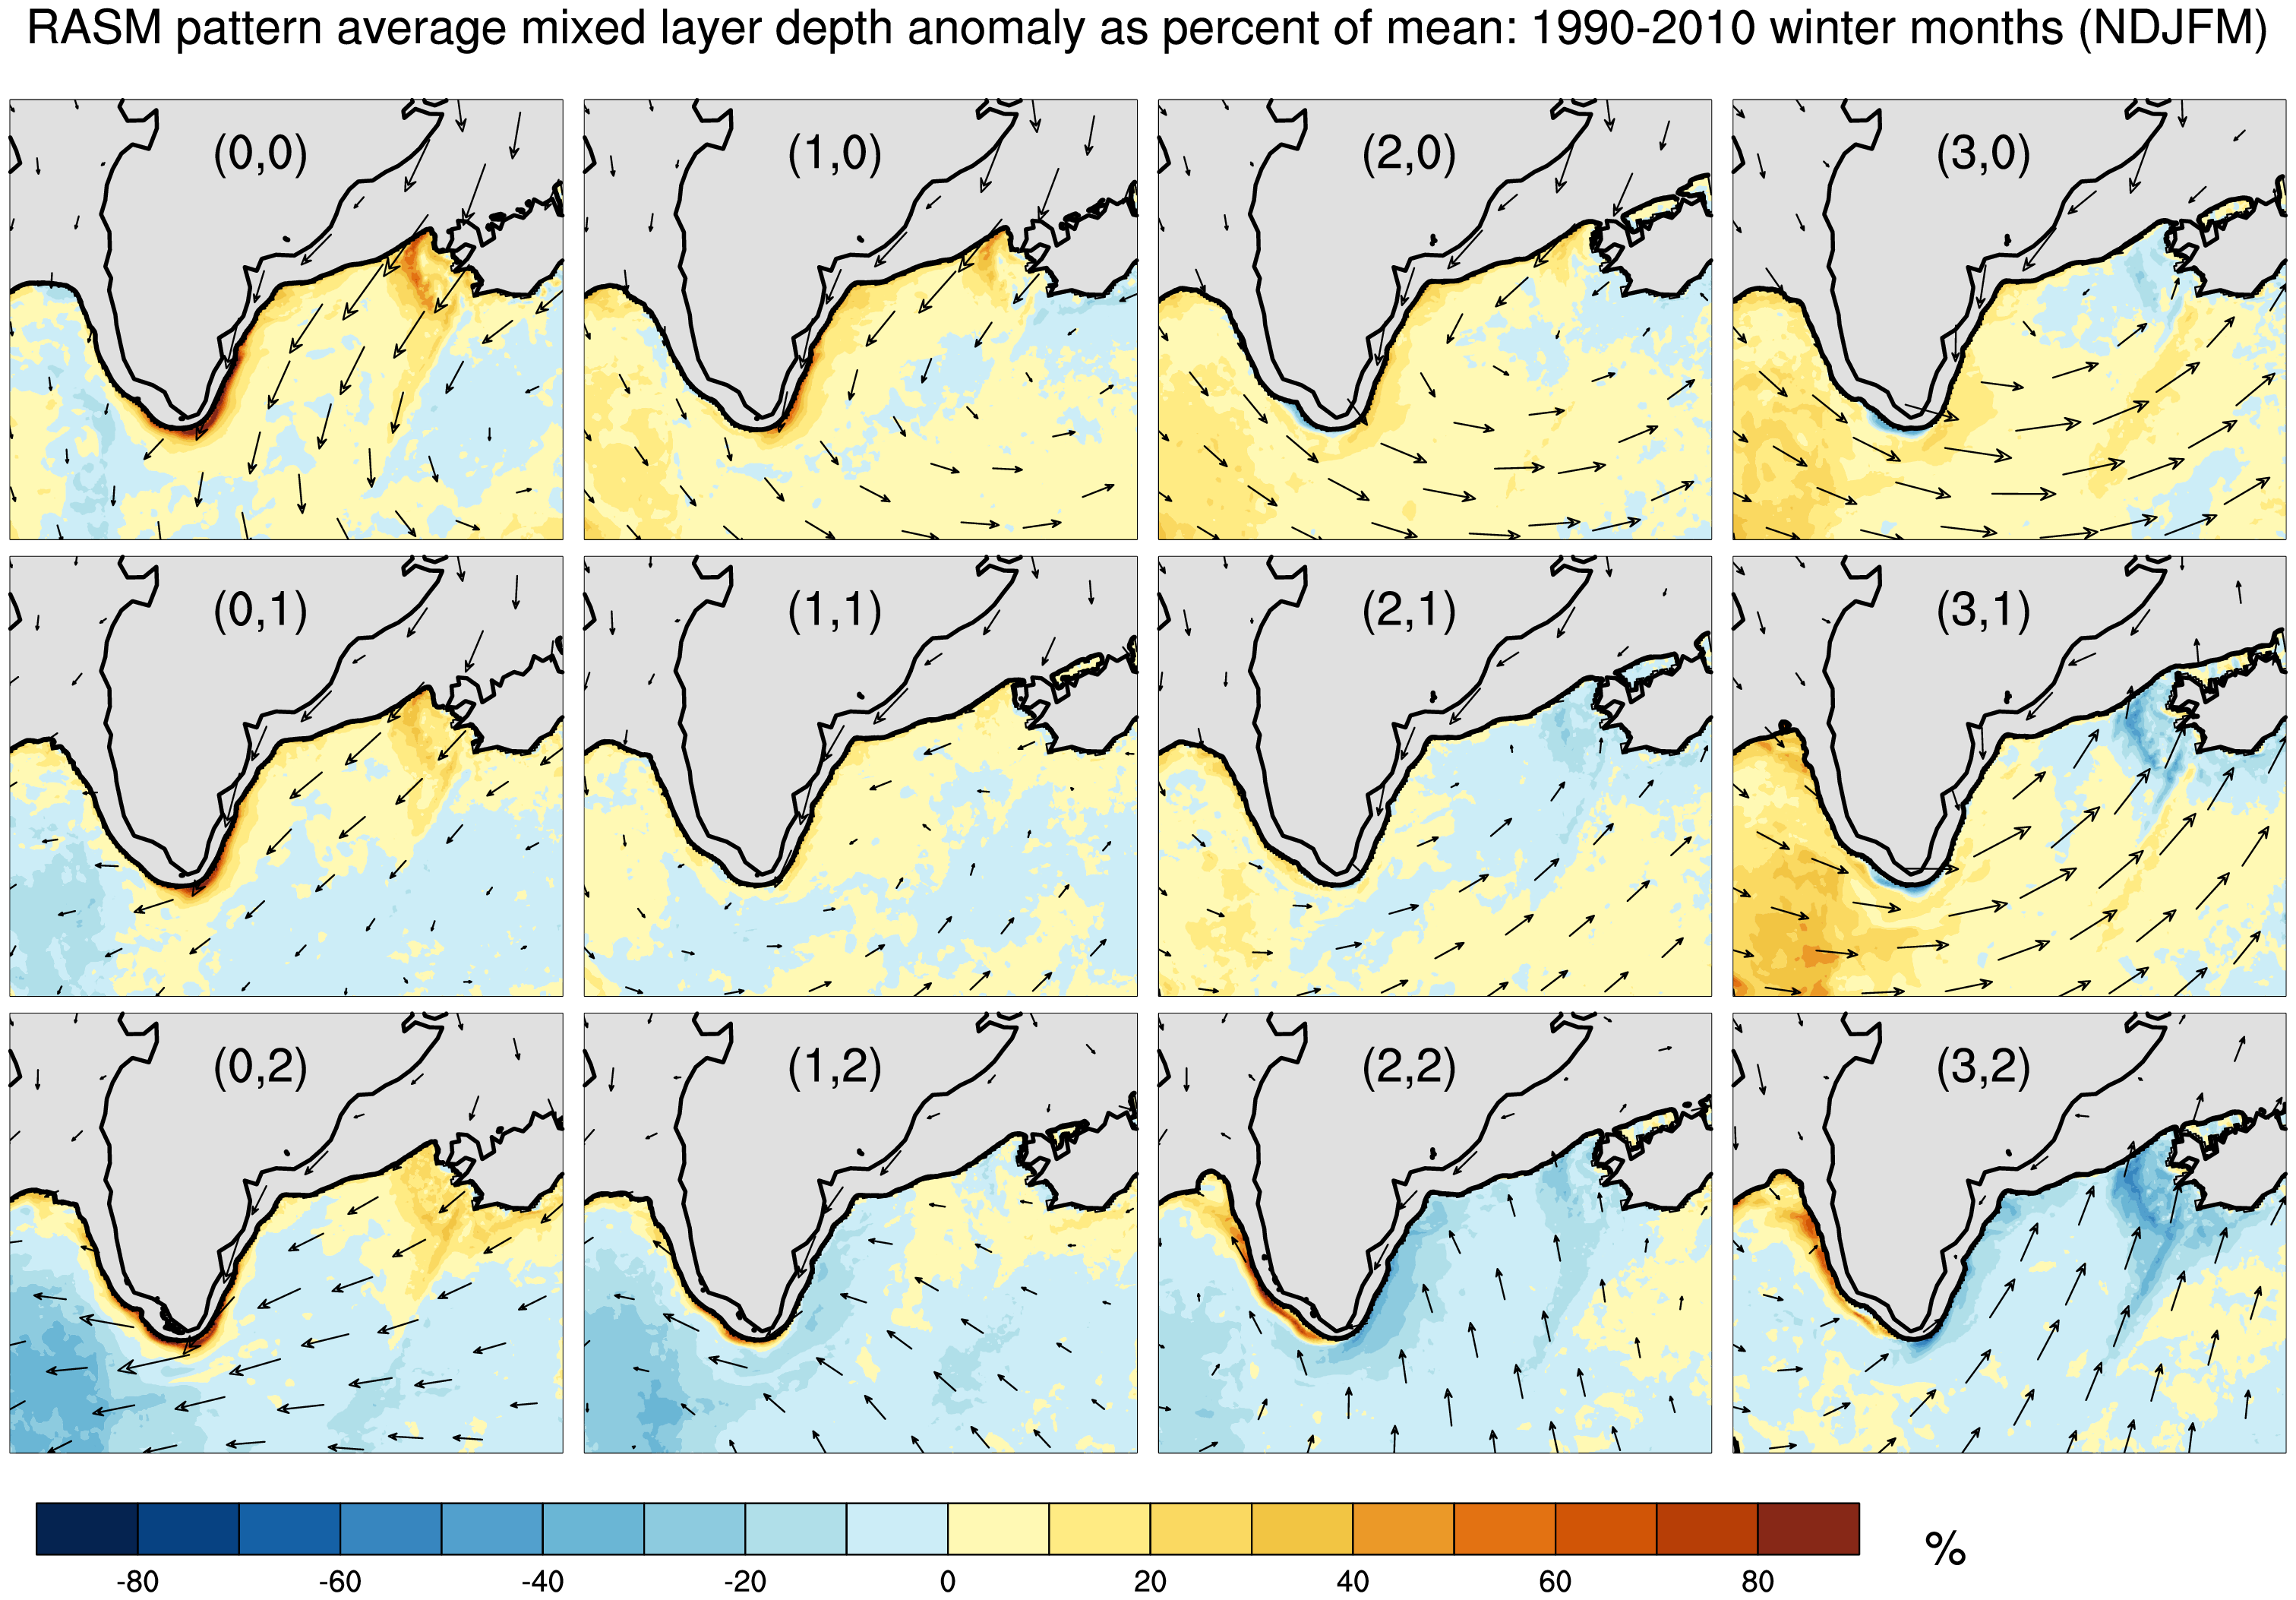 RASM pattern average mixed layer depth anomaly as percent of mean: 1990-2010 winter months (NDJFM)
(0,0) (1,0) (2,0) (3,0)
(0,1) (1,1) (2,1) (3,1)
(0,2) (1,2) (2,2) (3,2)
%
-80 -60 -40 -20 0 20 40 60 80